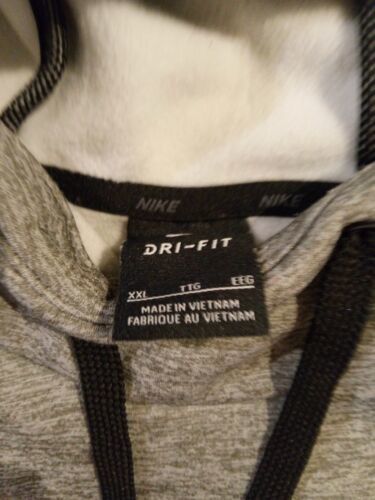 NIKE NIKE
DRI-FIT
XXL TTG EEG
MADE IN VIETNAM
FABRIQUE AU VIETNAM